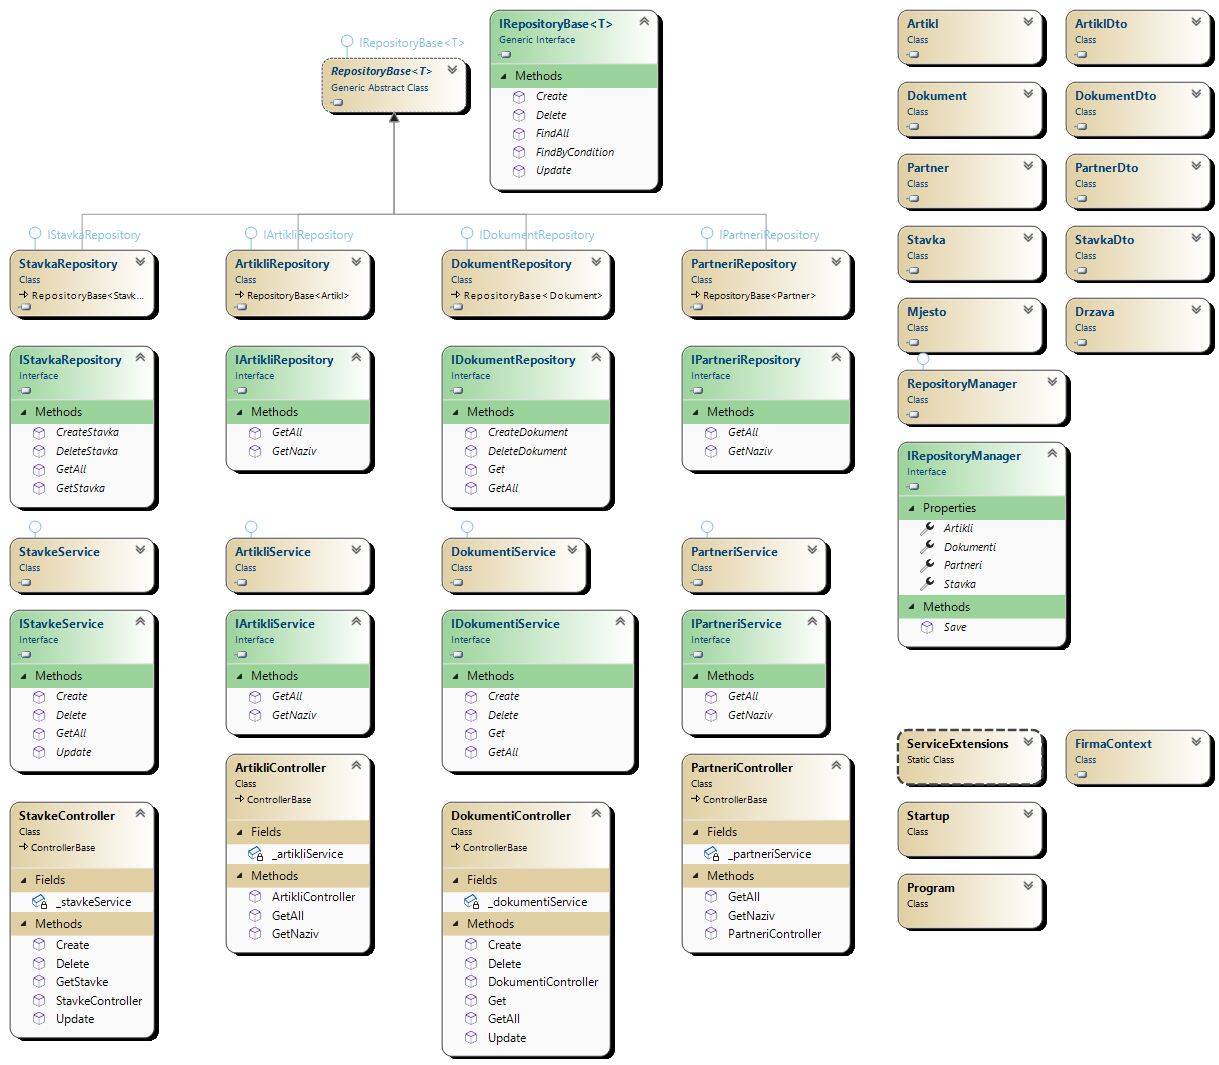 IRepositoryBase<T>
RepositoryBase<T>
Generic Abstract Class
IRepositoryBase<T>
Generic Interface
Methods
Create
Delete
FindAll
FindByCondition
Update
IStavkaRepository
StavkaRepository
Class
RepositoryBase<Stavk...
IArtikliRepository
ArtikliRepository
Class
RepositoryBase<Artikl>
IDokumentRepository
DokumentRepository
Class
RepositoryBase<Dokument>
IPartneriRepository
PartneriRepository
Class
RepositoryBase<Partner>
IStavkaRepository
Interface
Methods
CreateStavka
DeleteStavka
GetAll
GetStavka
IArtikliRepository
Interface
Methods
GetAll
GetNaziv
IDokumentRepository
Interface
Methods
CreateDokument
DeleteDokument
Get
GetAll
IPartneriRepository
Interface
Methods
GetAll
GetNaziv
StavkeService
Class
ArtikliService
Class
DokumentiService
Class
PartneriService
Class
IStavkeService
Interface
Methods
Create
Delete
GetAll
Update
IArtikliService
Interface
Methods
GetAll
GetNaziv
IDokumentiService
Interface
Methods
Create
Delete
Get
GetAll
IPartneriService
Interface
Methods
GetAll
GetNaziv
StavkeController
Class
ControllerBase
Fields
_stavkeService
Methods
Create
Delete
GetStavke
StavkeController
Update
ArtikliController
Class
ControllerBase
Fields
_artikliService
Methods
ArtikliController
GetAll
GetNaziv
DokumentiController
Class
ControllerBase
Fields
_dokumentiService
Methods
Create
Delete
DokumentiController
Get
GetAll
Update
PartneriController
Class
ControllerBase
Fields
_partneriService
Methods
GetAll
GetNaziv
PartneriController
Artikl
Class
ArtiklDto
Class
Dokument
Class
DokumentDto
Class
Partner
Class
PartnerDto
Class
Stavka
Class
StavkaDto
Class
Mjesto
Class
Drzava
Class
RepositoryManager
Class
IRepositoryManager
Interface
Properties
Artikli
Dokumenti
Partneri
Stavka
Methods
Save
ServiceExtensions
Static Class
FirmaContext
Class
Startup
Class
Program
Class